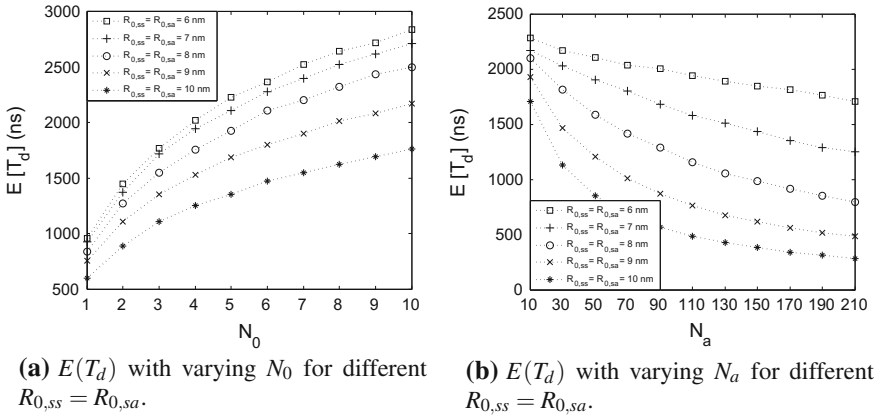 3000
2500
2000
1500
1000
500
E [T_d] (ns)
R_0,ss = R_0,sa = 6 nm
R_0,ss = R_0,sa = 7 nm
R_0,ss = R_0,sa = 8 nm
R_0,ss = R_0,sa = 9 nm
R_0,ss = R_0,sa = 10 nm
1 2 3 4 5 6 7 8 9 10
N_0
(a) E(T_d) with varying N_0 for different
R_0,ss = R_0,sa.
2500
2000
1500
1000
500
0
E [T_d] (ns)
R_0,ss = R_0,sa = 6 nm
R_0,ss = R_0,sa = 7 nm
R_0,ss = R_0,sa = 8 nm
R_0,ss = R_0,sa = 9 nm
R_0,ss = R_0,sa = 10 nm
10 30 50 70 90 110 130 150 170 190 210
N_a
(b) E(T_d) with varying N_a for different
R_0,ss = R_0,sa.